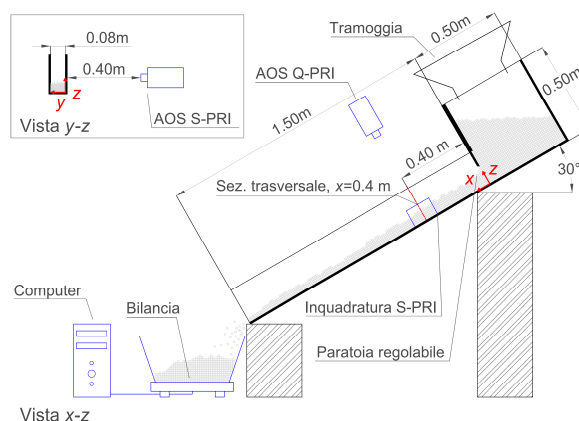 0.08m
0.40m
y
z
AOS S-PRI
Vista y-z
Tramoggia
0.50m
AOS Q-PRI
0.50m
1.50m
0.40 m
Sez. trasversale, x=0.4 m
x
z
30°
Computer
Bilancia
Inquadratura S-PRI
Paratoia regolabile
Vista x-z